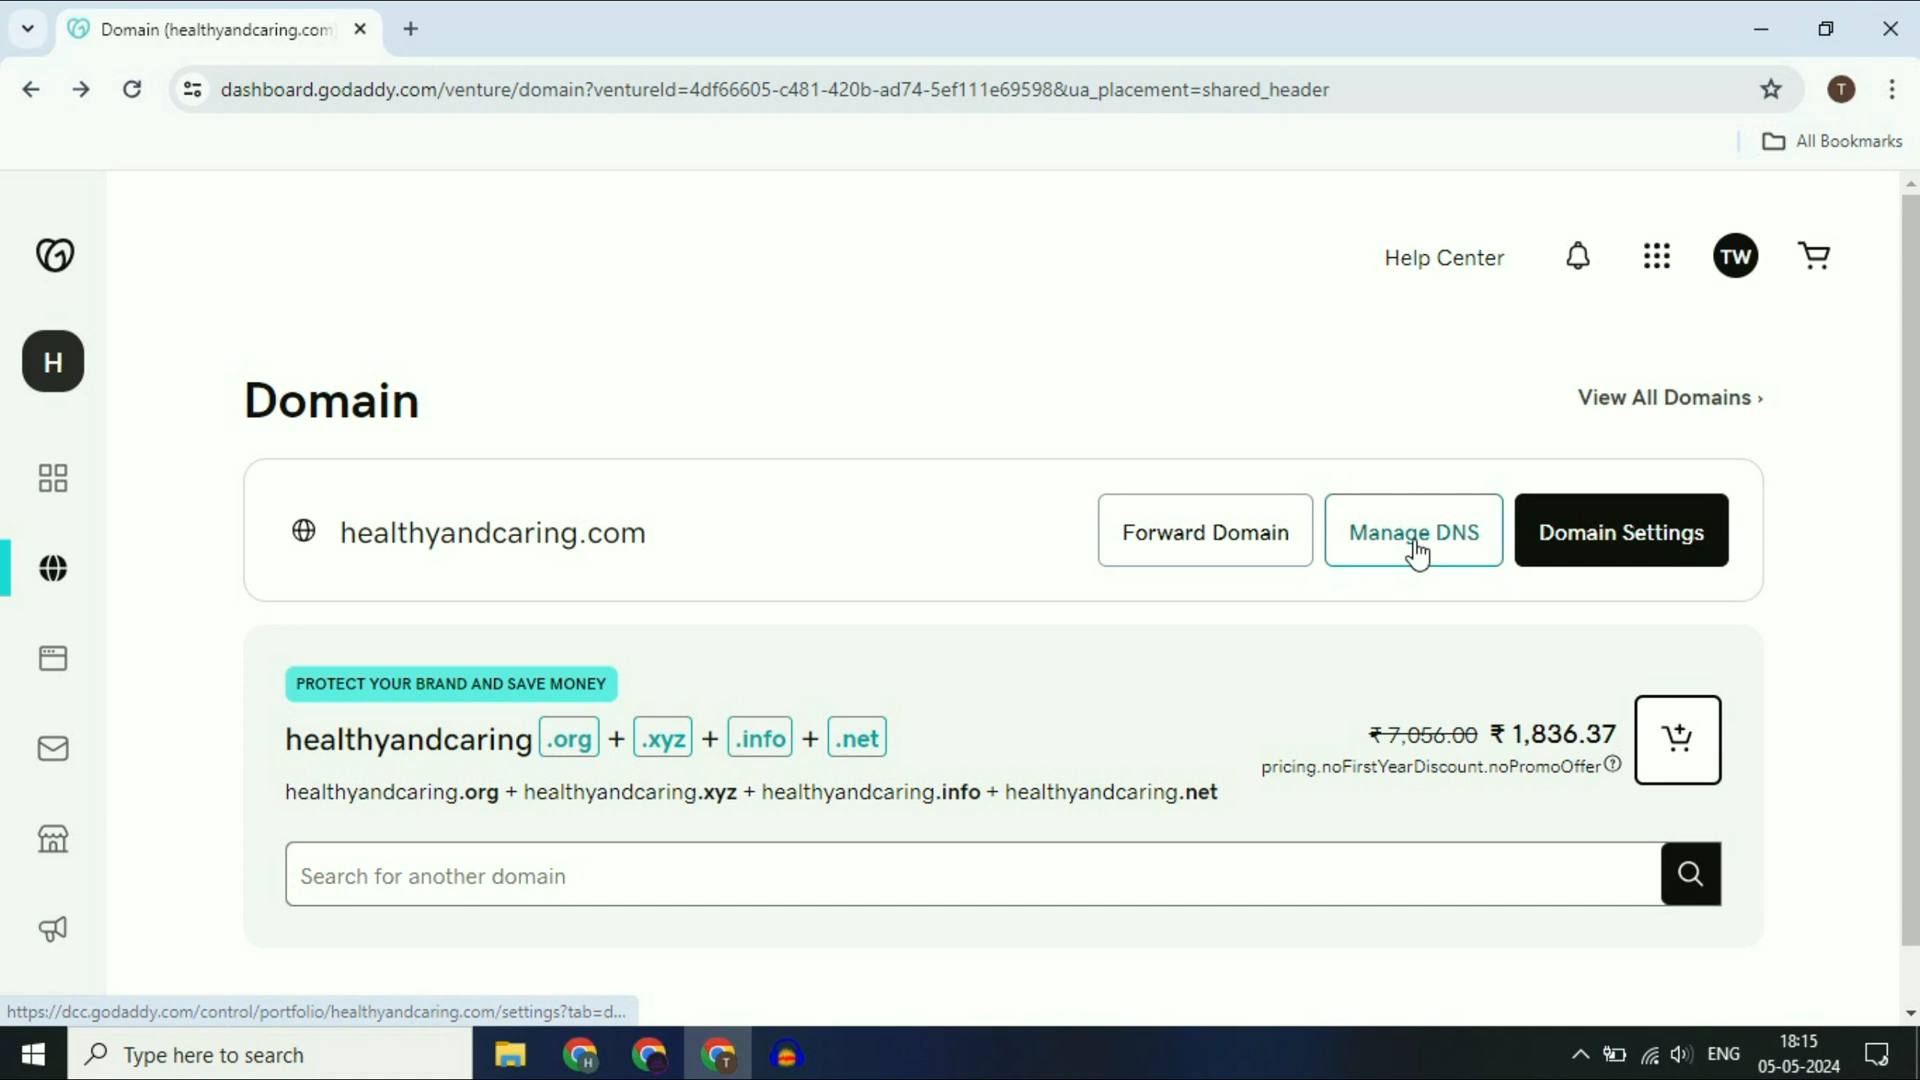 Domain (healthyandcaring.com
dashboard.godaddy.com/venture/domain?ventureId=4df66605-c481-420b-ad74-5ef111e69598&ua_placement=shared_header
T
All Bookmarks
Help Center
TW
H
Domain
View All Domains ›
healthyandcaring.com
Forward Domain
Manage DNS
Domain Settings
PROTECT YOUR BRAND AND SAVE MONEY
healthyandcaring .org + .xyz + .info + .net
₹ 7,056.00 ₹ 1,836.37
pricing.noFirstYearDiscount.noPromoOffer
healthyandcaring.org + healthyandcaring.xyz + healthyandcaring.info + healthyandcaring.net
Search for another domain
https://dcc.godaddy.com/control/portfolio/healthyandcaring.com/settings?tab=d...
Type here to search
H
T
ENG
18:15
05-05-2024